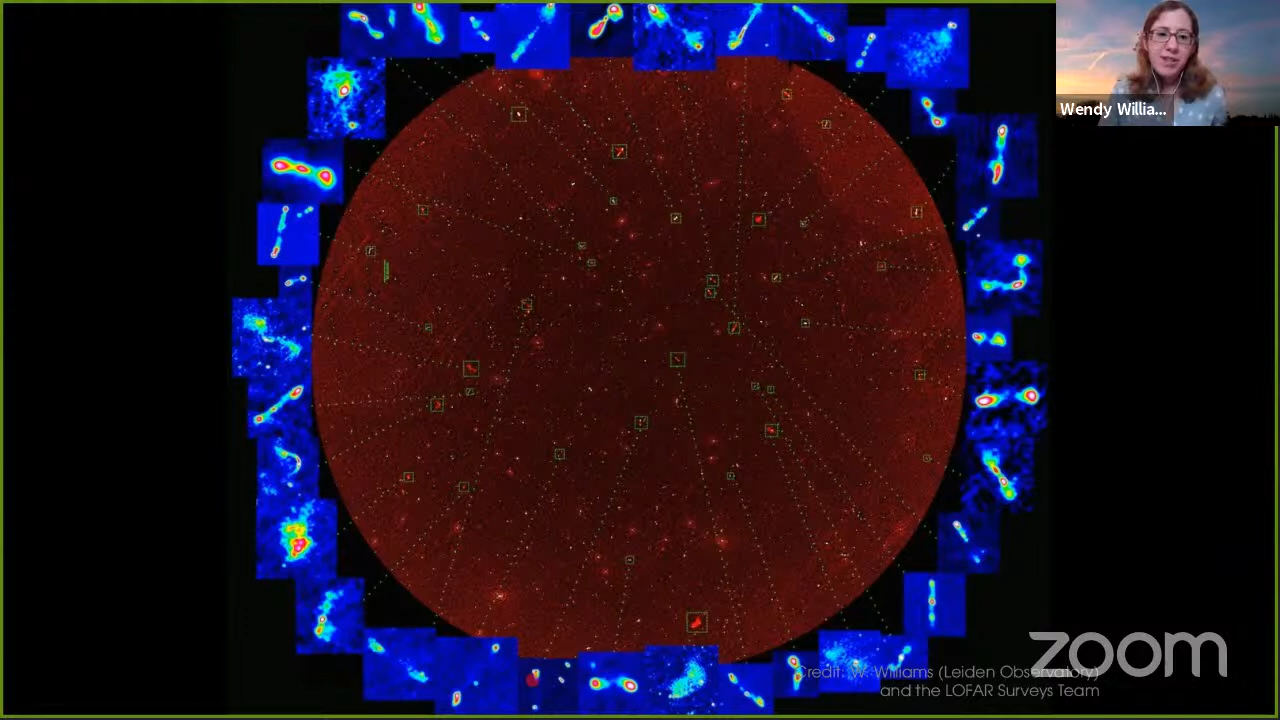 Wendy Willia...
zoom
Credit: W. Williams (Leiden Observatory)
and the LOFAR Surveys Team